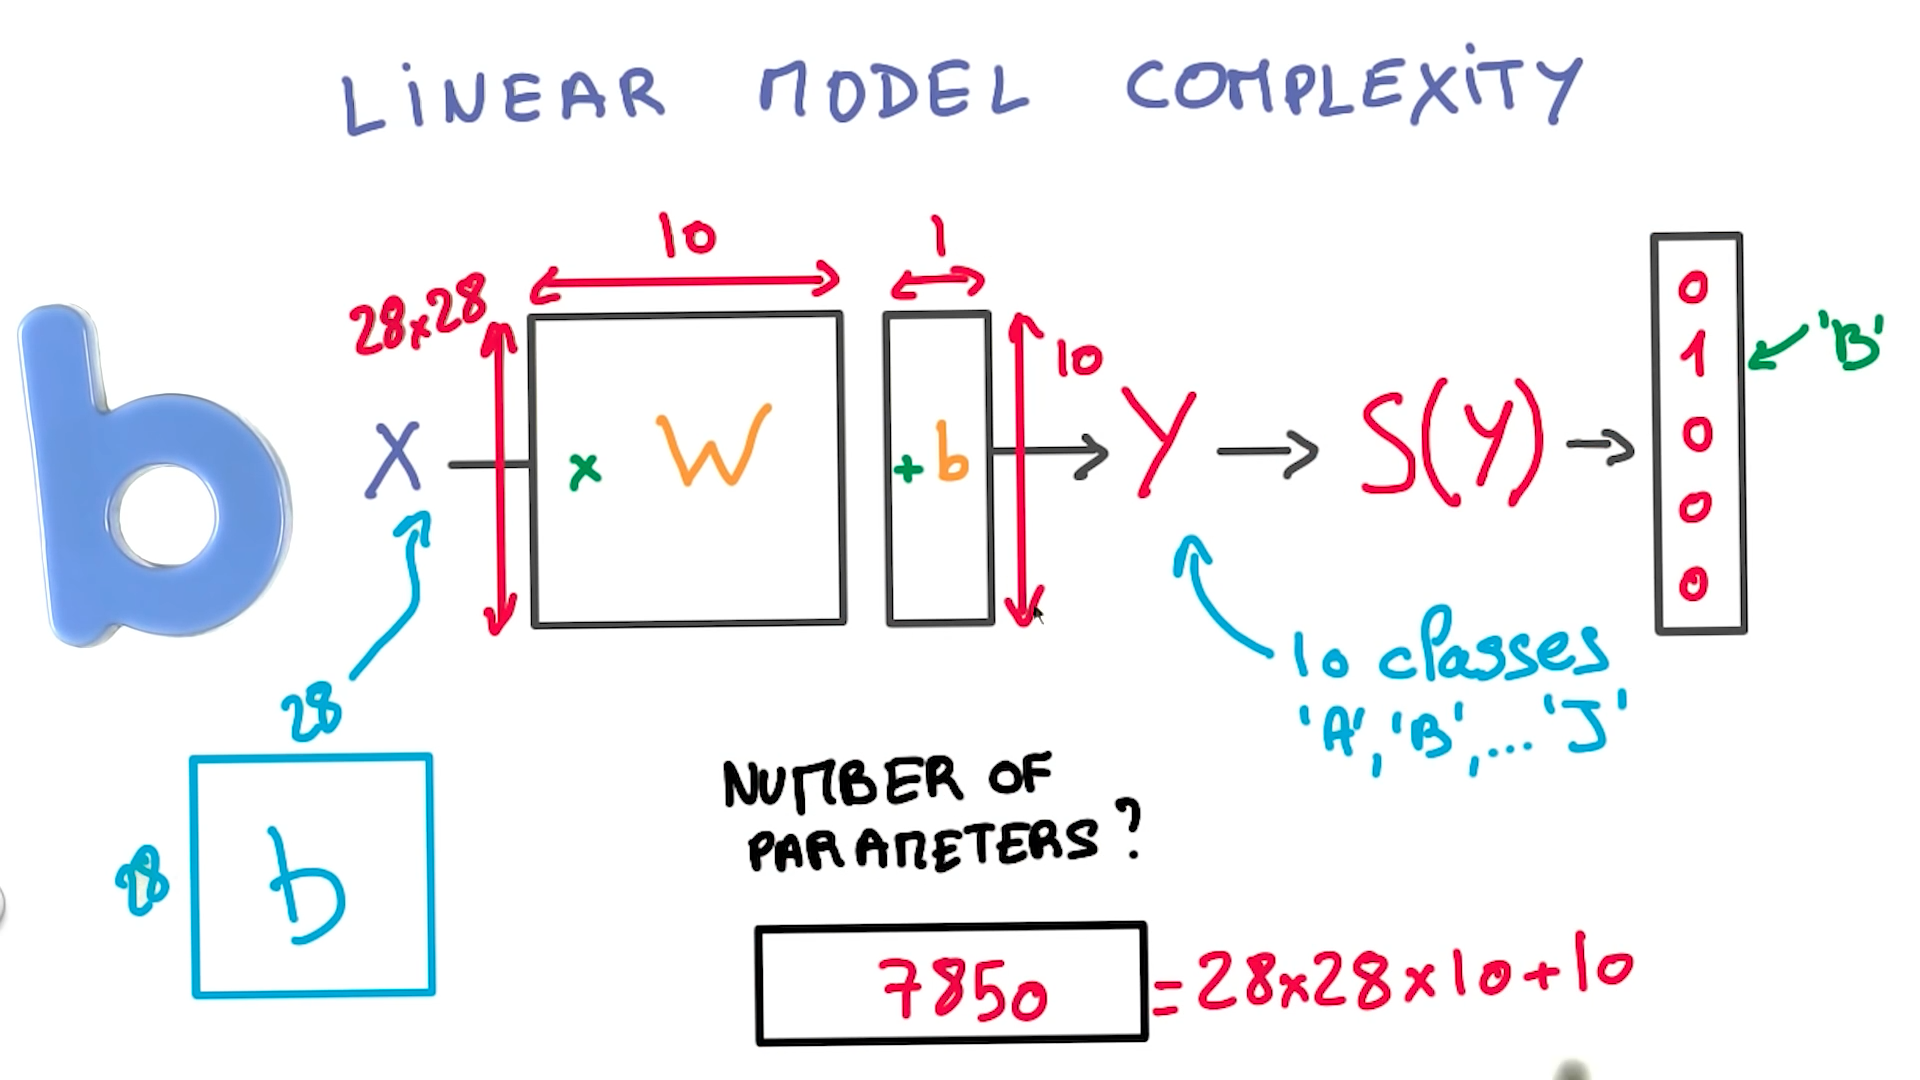 LINEAR MODEL COMPLEXITY
10
1
28x28
10
X
x W
+ b
Y
S(Y)
0
1
0
0
0
'B'
28
28
b
10 classes
'A', 'B', ... 'J'
NUMBER OF
PARAMETERS?
7850 = 28x28x10+10